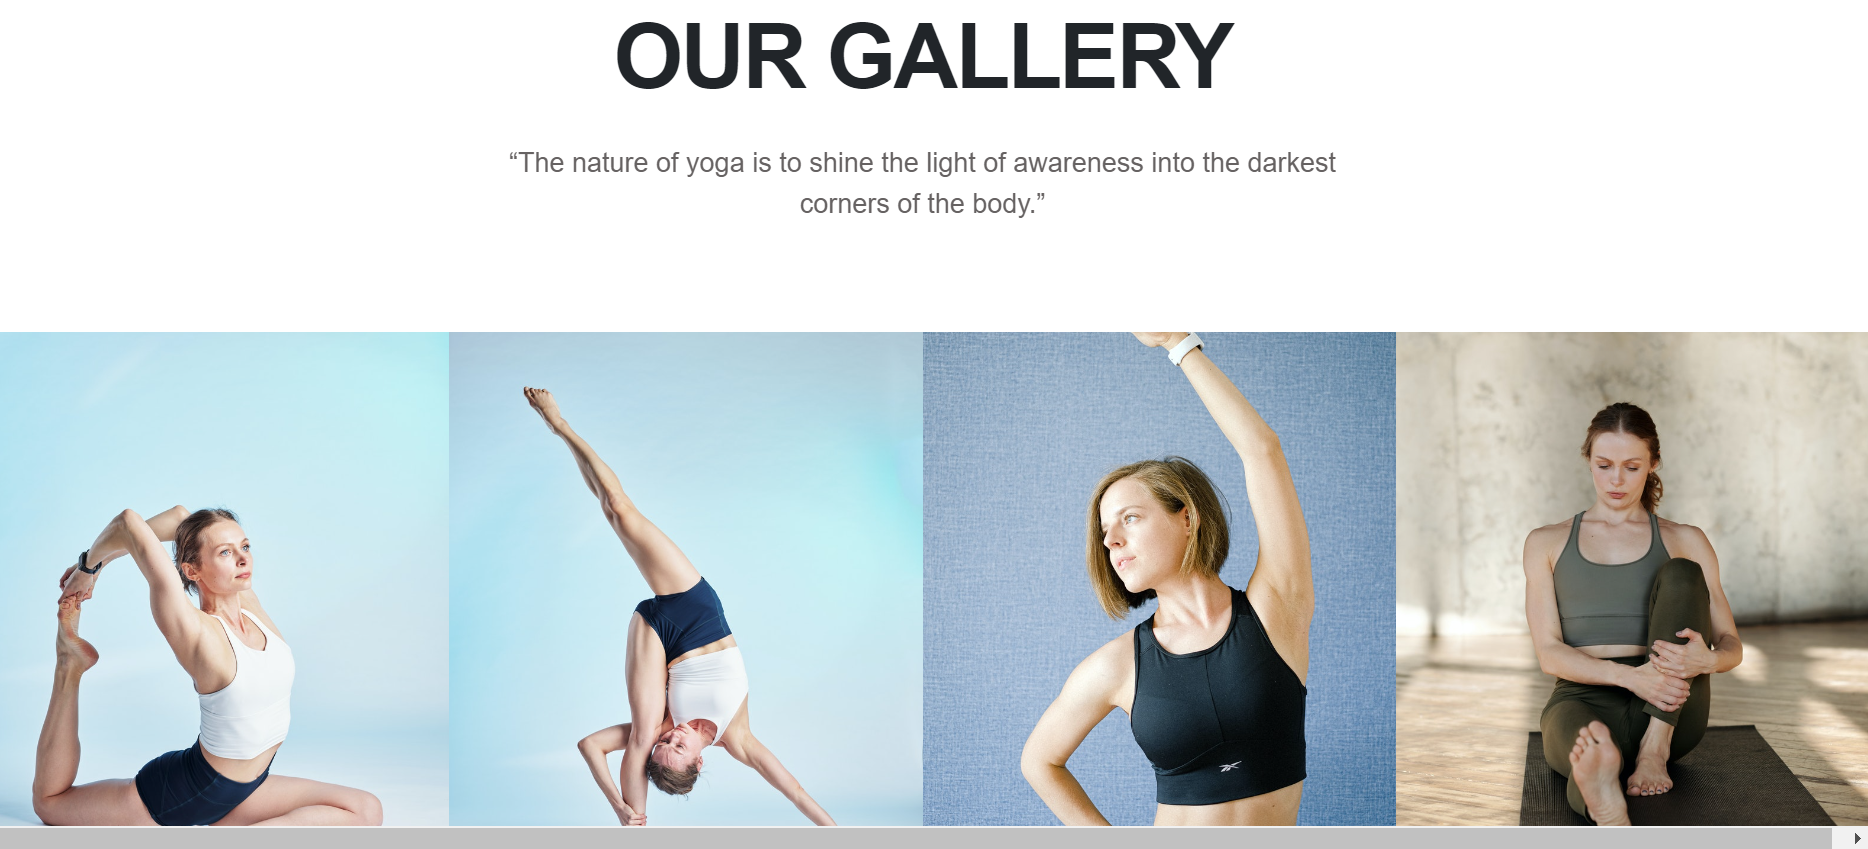 OUR GALLERY
“The nature of yoga is to shine the light of awareness into the darkest
corners of the body.”